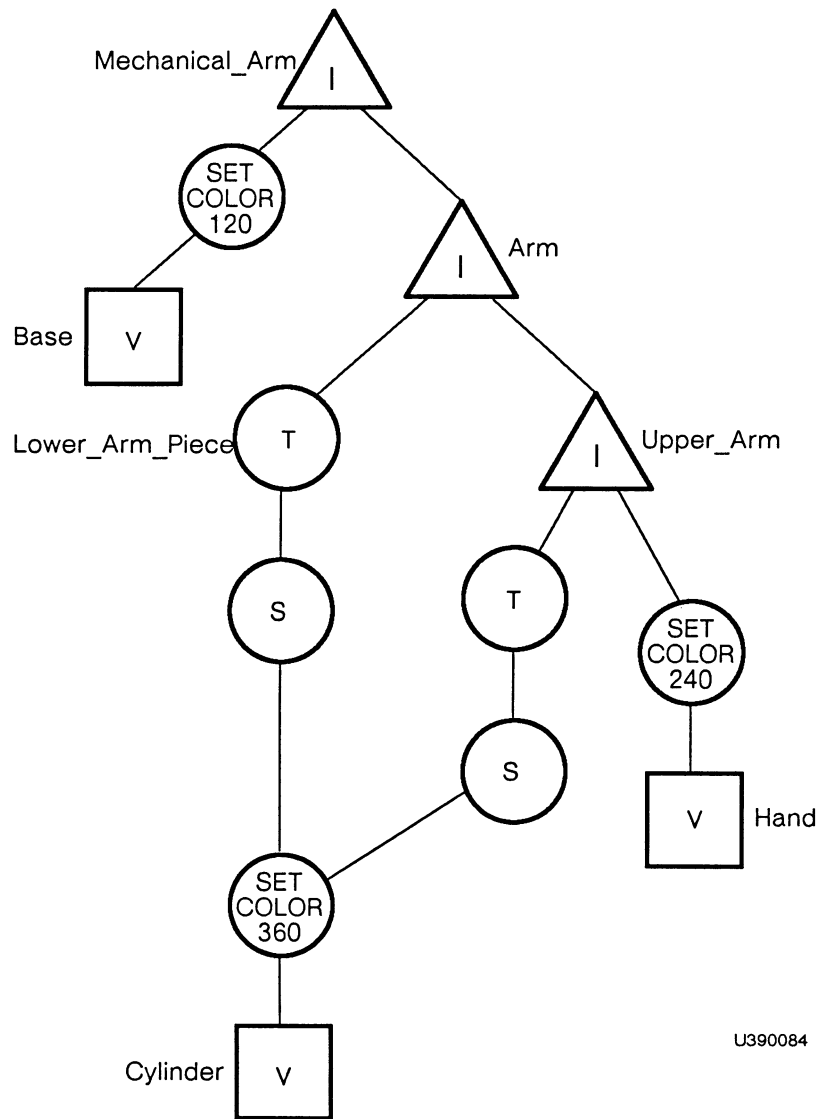 Mechanical_Arm
I
SET
COLOR
120
Arm
I
Base
V
Lower_Arm_Piece
T
Upper_Arm
I
S
T
SET
COLOR
240
S
V
Hand
SET
COLOR
360
Cylinder
V
U390084